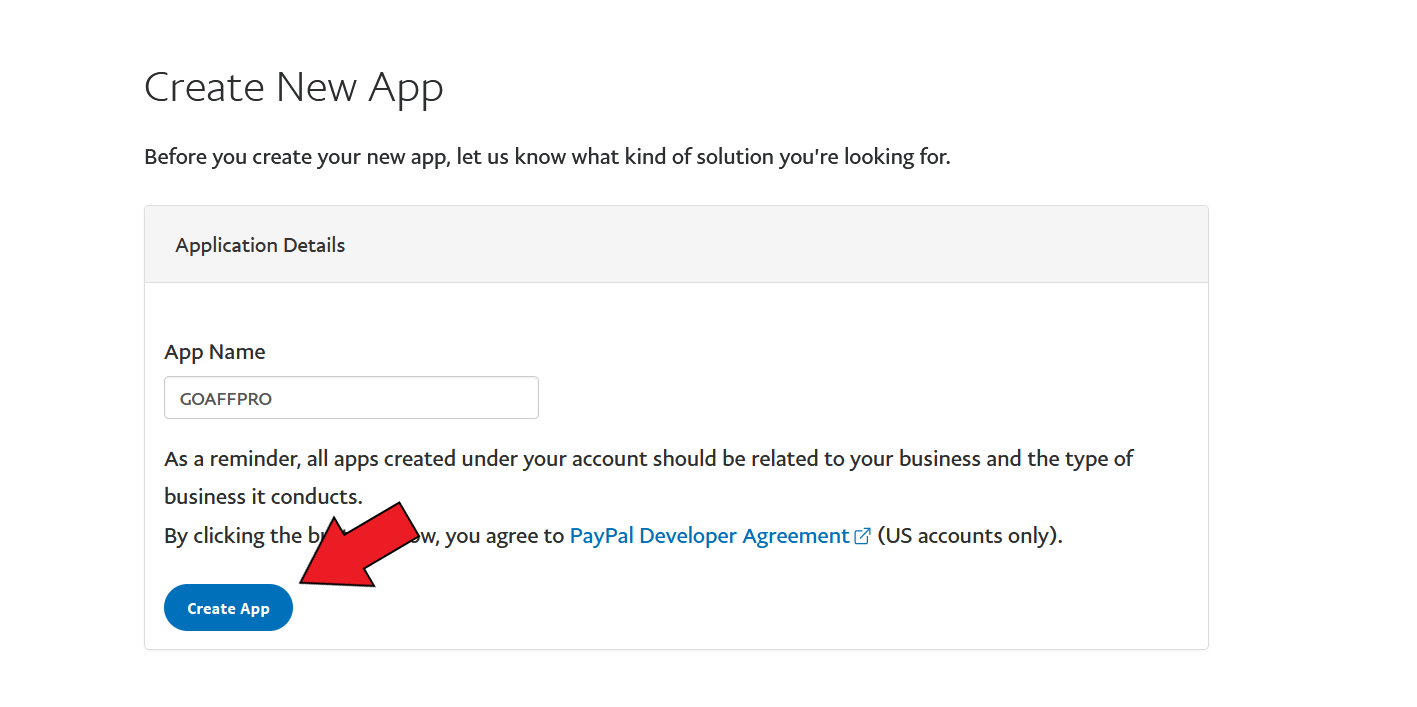 Create New App
Before you create your new app, let us know what kind of solution you're looking for.
Application Details
App Name
GOAFFPRO
As a reminder, all apps created under your account should be related to your business and the type of
business it conducts.
By clicking the you agree to PayPal Developer Agreement (US accounts only).
Create App